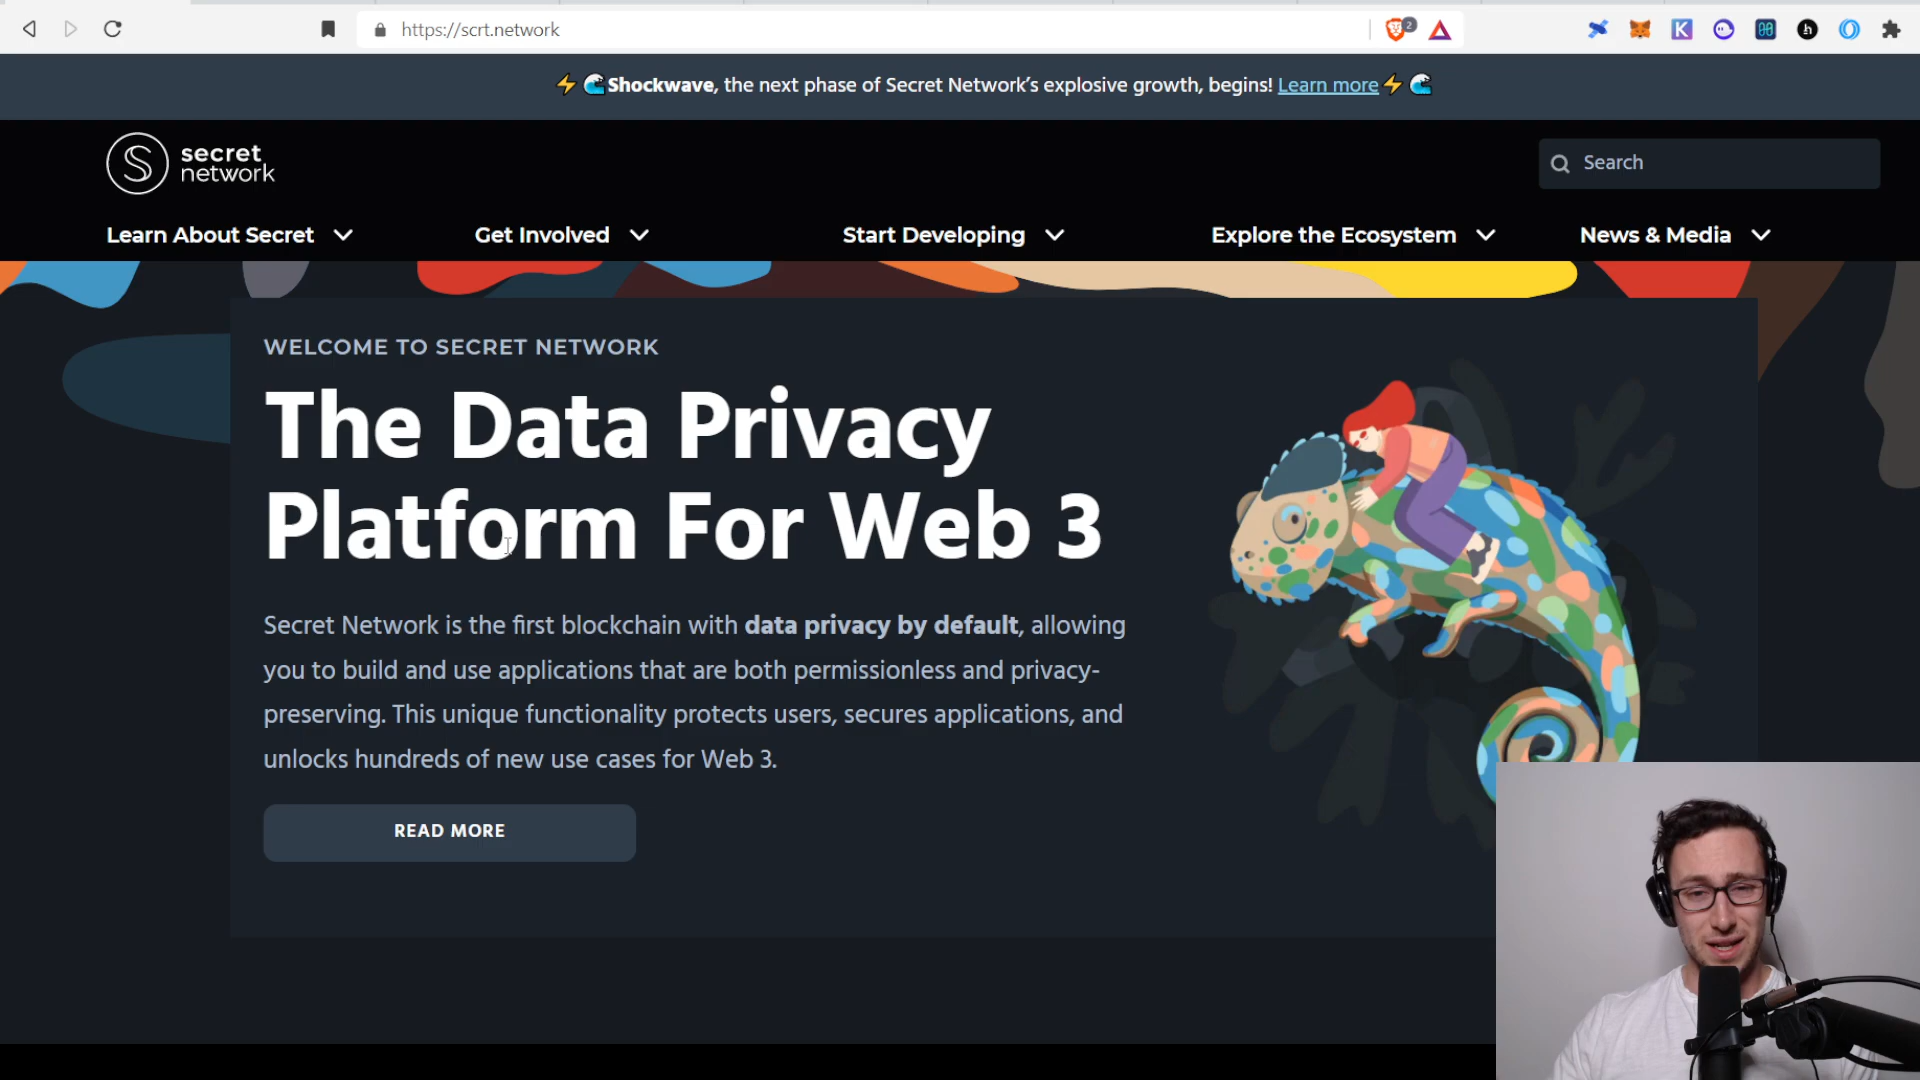 https://scrt.network
2
⚡🌊Shockwave, the next phase of Secret Network’s explosive growth, begins! Learn more⚡🌊
secret
network
Search
Learn About Secret
Get Involved
Start Developing
Explore the Ecosystem
News & Media
WELCOME TO SECRET NETWORK
The Data Privacy
Platform For Web 3
Secret Network is the first blockchain with data privacy by default, allowing
you to build and use applications that are both permissionless and privacy-
preserving. This unique functionality protects users, secures applications, and
unlocks hundreds of new use cases for Web 3.
READ MORE